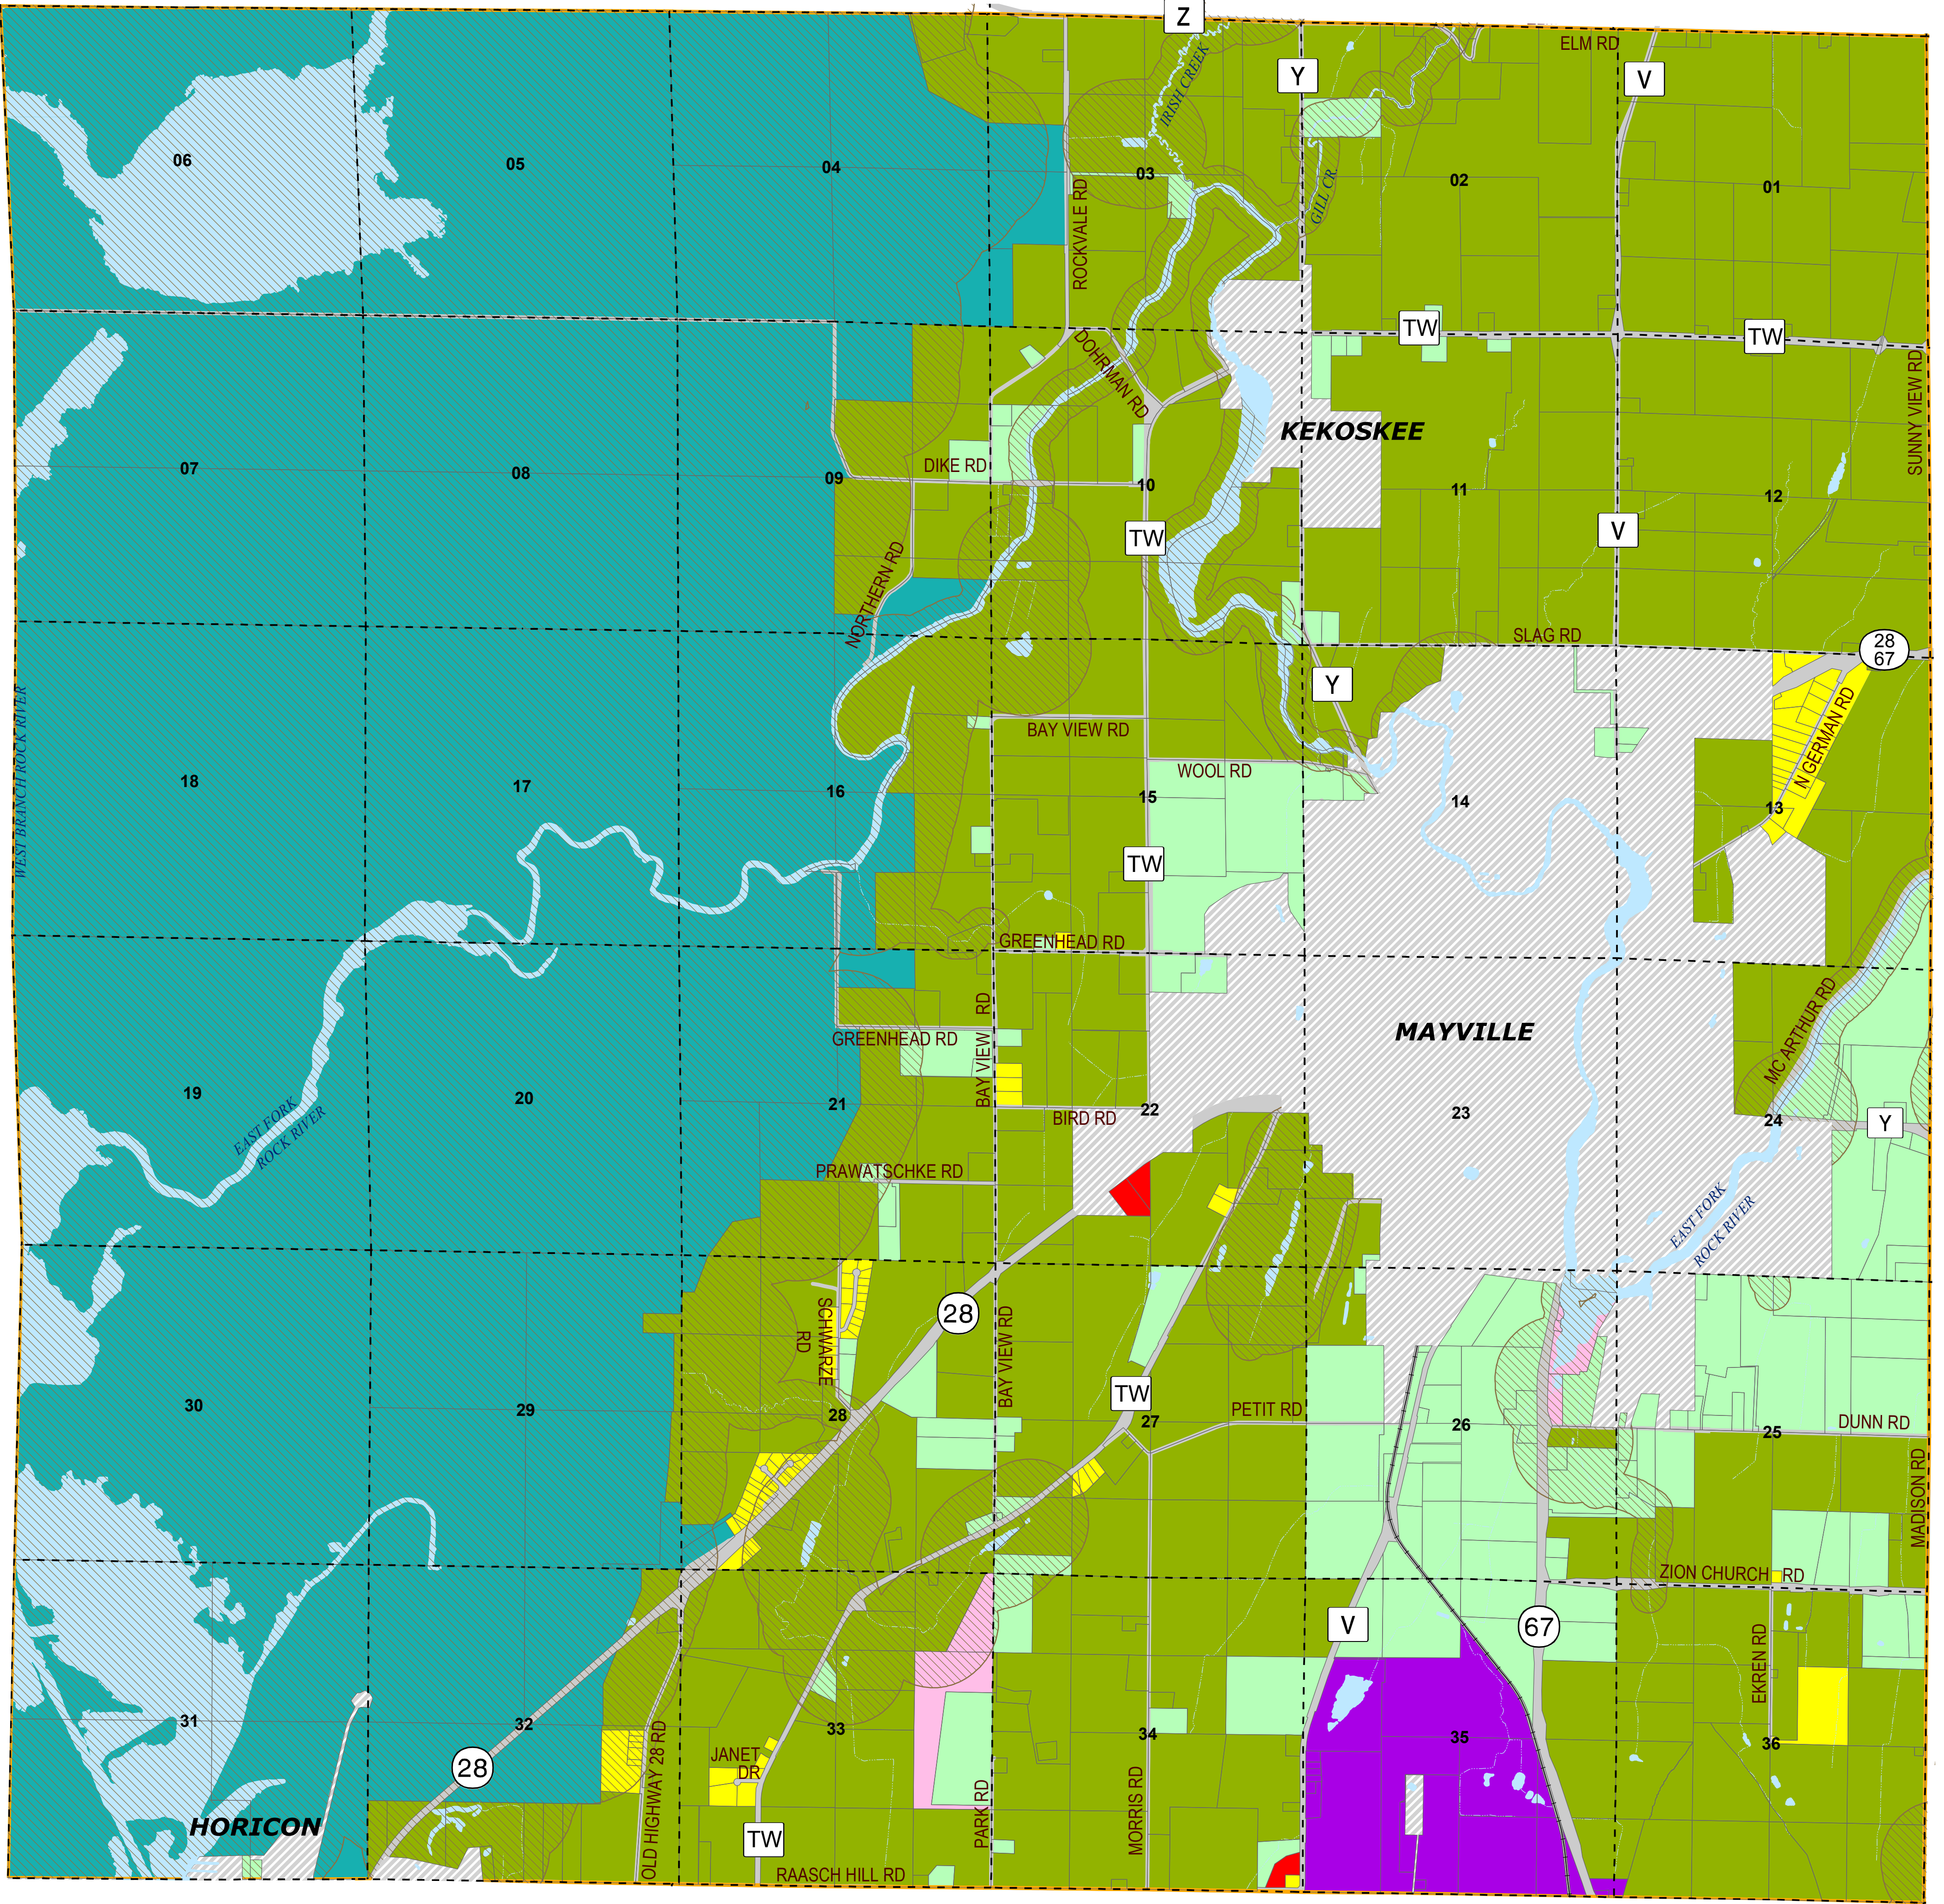 Z
ELM RD
Y
V
IRISH CREEK
06
05
04
03
02
01
ROCKVALE RD
GILL CR.
TW
TW
DOHRMAN RD
SUNNY VIEW RD
KEKOSKEE
DIKE RD
07
08
09
10
11
12
TW
V
NORTHERN RD
SLAG RD
28
67
Y
WEST BRANCH ROCK RIVER
BAY VIEW RD
N GERMAN RD
WOOL RD
18
17
16
15
14
13
TW
GREENHEAD RD
BAY VIEW RD
MC ARTHUR RD
MAYVILLE
GREENHEAD RD
19
20
21
22
23
24
EAST FORK
ROCK RIVER
BIRD RD
Y
PRAWATSCHKE RD
EAST FORK
ROCK RIVER
SCHWARZE
RD
28
BAY VIEW RD
TW
PETIT RD
DUNN RD
30
29
28
27
26
25
MADISON RD
ZION CHURCH RD
V
67
EKREN RD
31
32
33
34
35
36
28
OLD HIGHWAY 28 RD
JANET
DR
PARK RD
MORRIS RD
HORICON
TW
RAASCH HILL RD